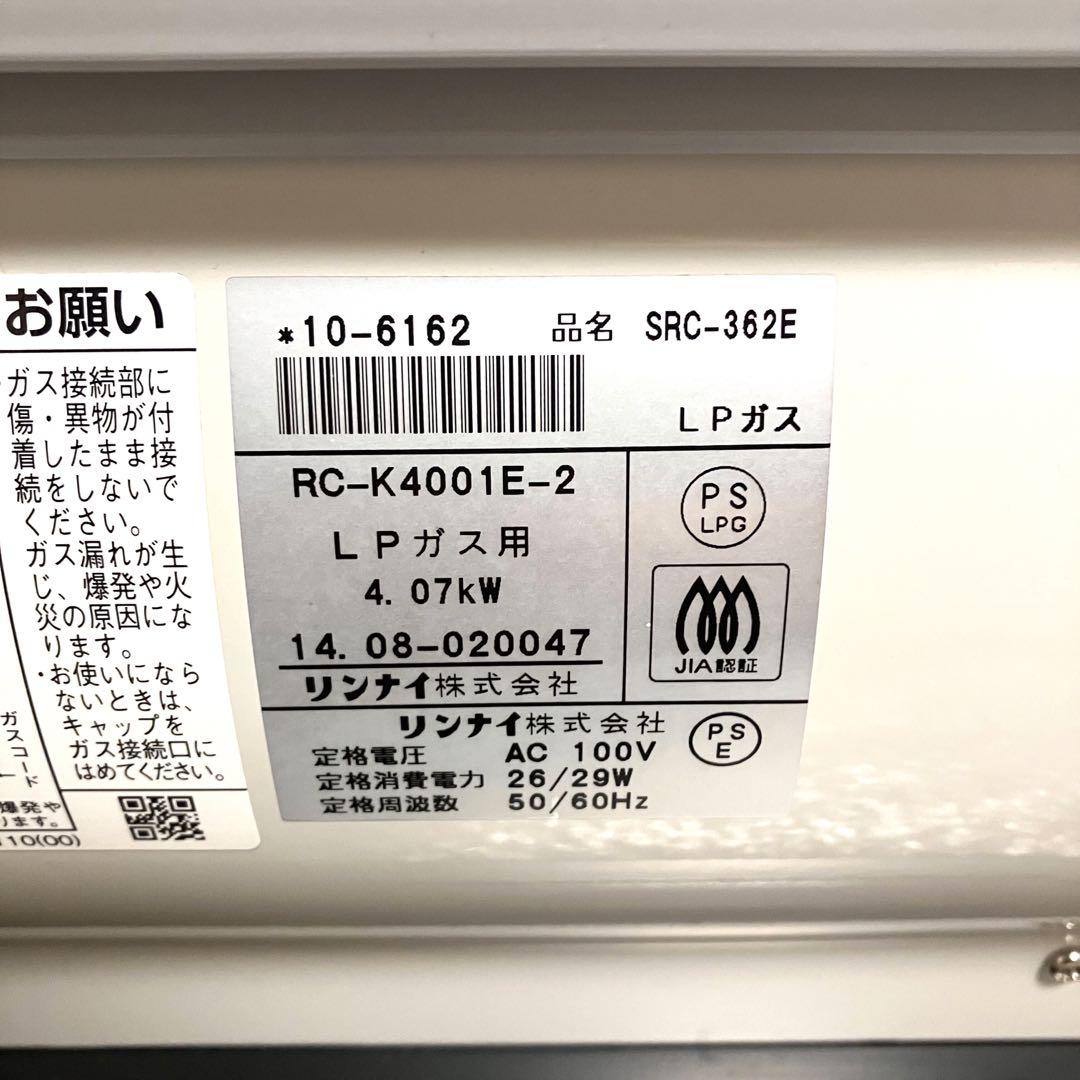 お願い
・ガス接続部に
傷・異物が付
着したまま接
続をしないで
ください。
ガス漏れが生
じ、爆発や火
災の原因にな
ります。
・お使いになら
ないときは、
キャップを
ガス接続口に
はめてください。
ガスコード
爆発や
ります。
10(00)
*10-6162 品名 SRC-362E
LPガス
RC-K4001E-2
LPガス用
4.07kW
14.08-020047
リンナイ株式会社
PS
LPG
JIA認証
リンナイ株式会社
定格電圧 AC 100V
定格消費電力 26/29W
定格周波数 50/60Hz
PS
E